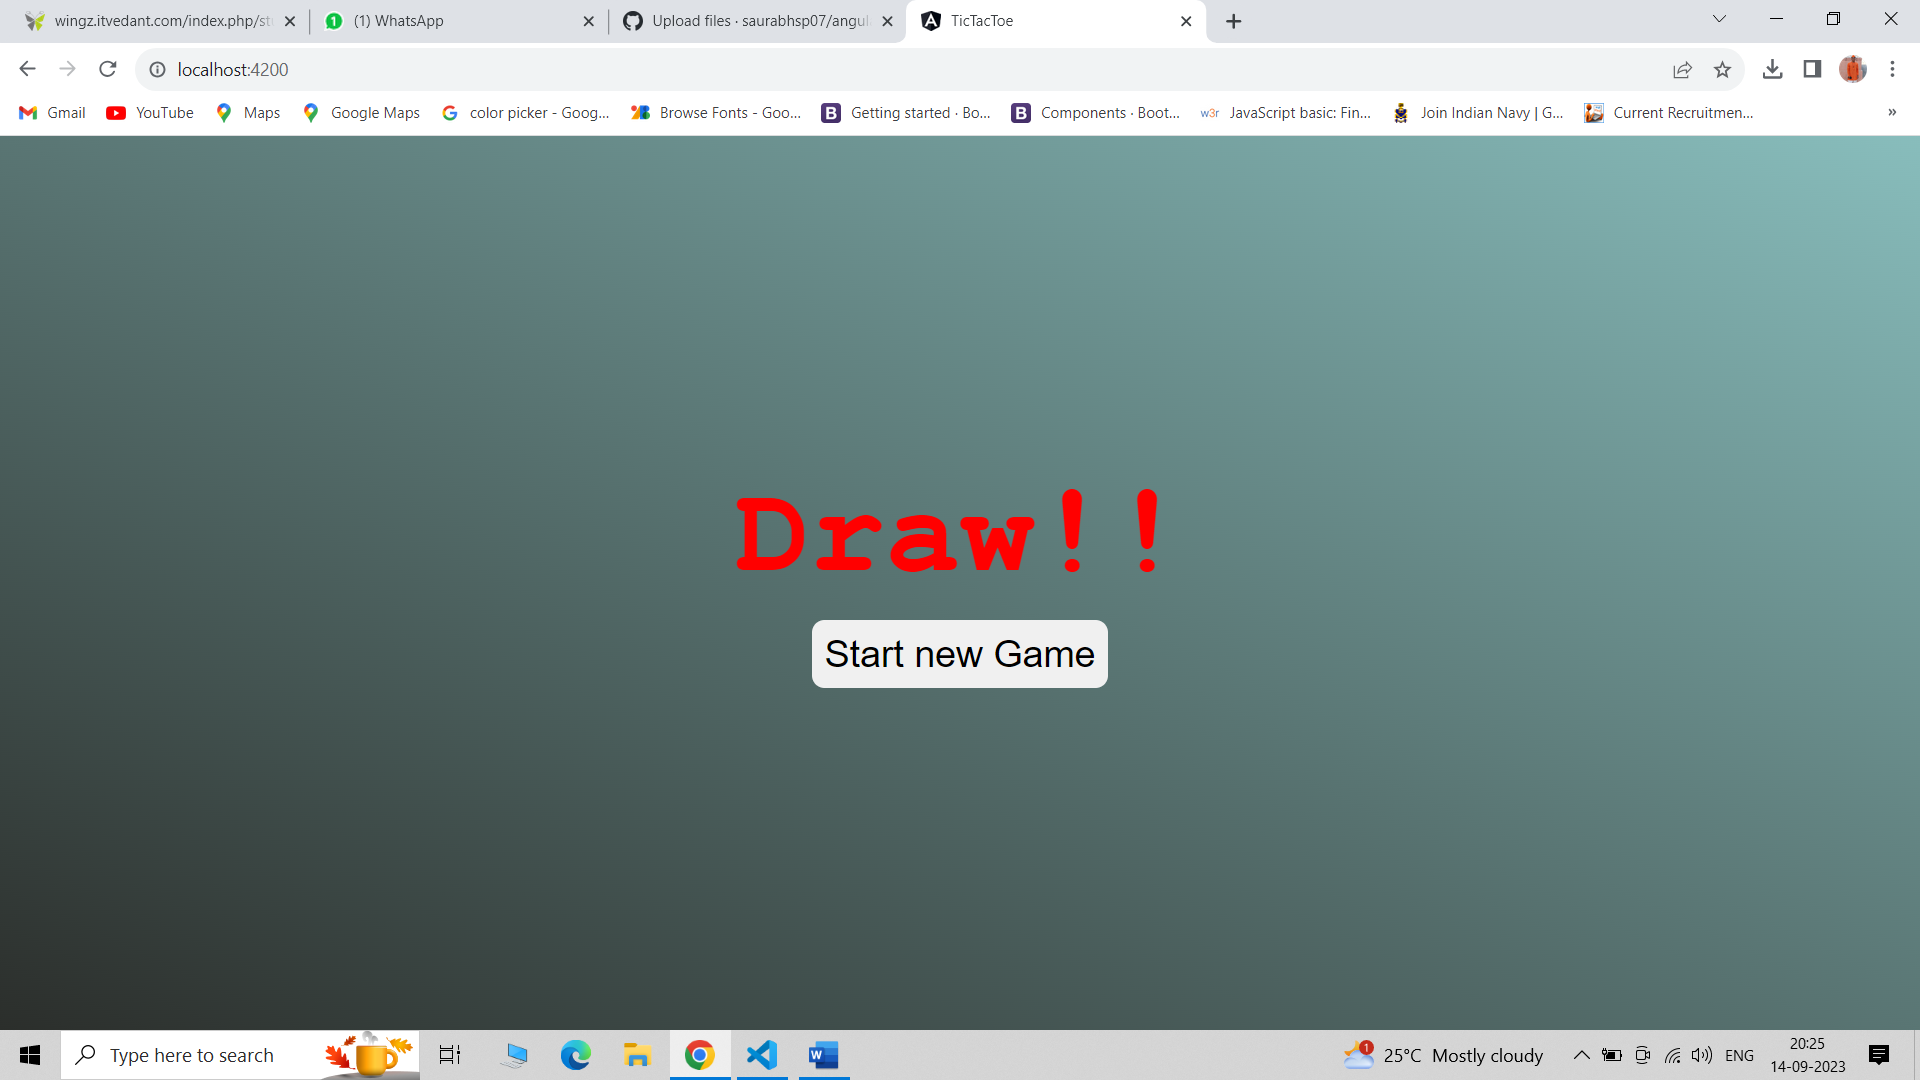 wingz.itvedant.com/index.php/st
(1) WhatsApp
Upload files · saurabhsp07/angul
TicTacToe
localhost:4200
Gmail
YouTube
Maps
Google Maps
color picker - Goog...
Browse Fonts - Goo...
Getting started · Bo...
Components · Boot...
w3r
JavaScript basic: Fin...
Join Indian Navy | G...
Current Recruitmen...
»
Draw!!
Start new Game
Type here to search
1
25°C Mostly cloudy
ENG
20:25
14-09-2023